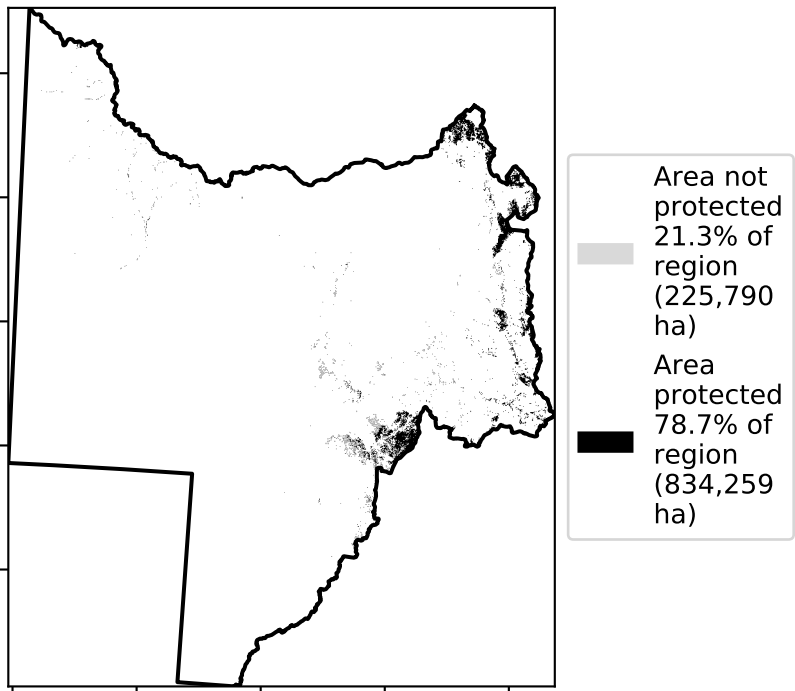 Area not
protected
21.3% of
region
(225,790
ha)
Area
protected
78.7% of
region
(834,259
ha)